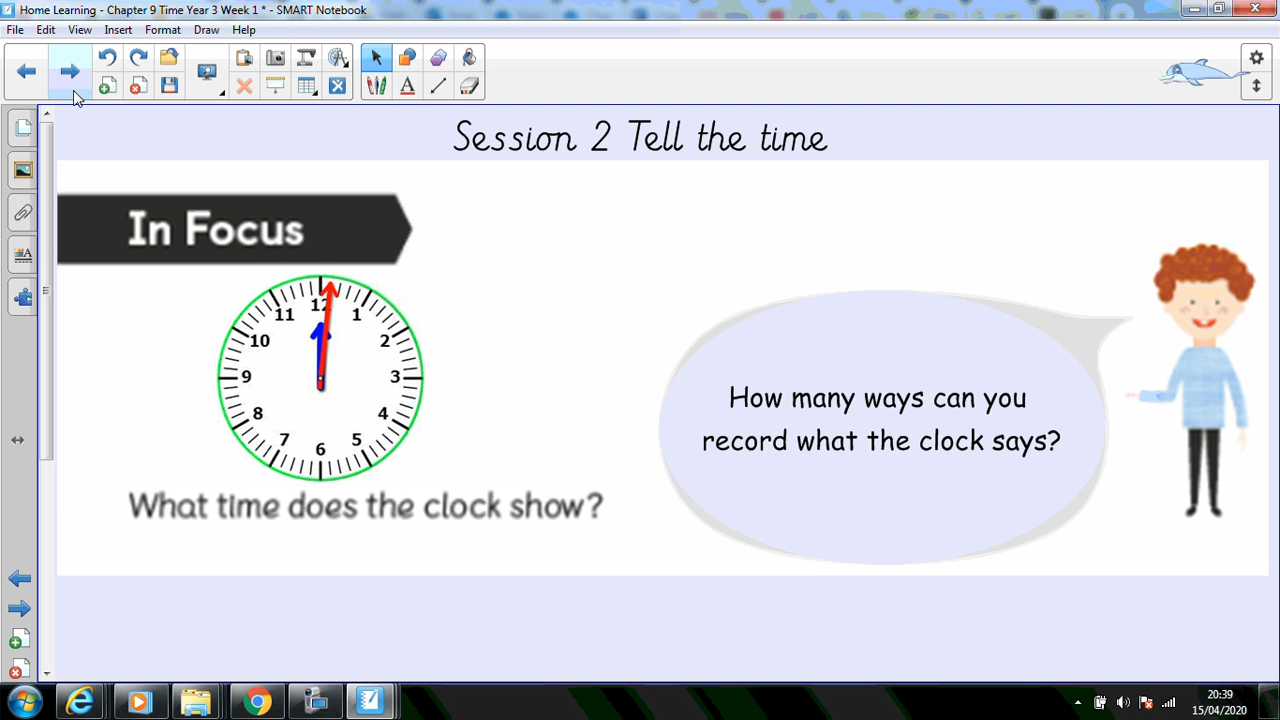 Home Learning - Chapter 9 Time Year 3 Week 1 * - SMART Notebook
File Edit View Insert Format Draw Help
Session 2 Tell the time
In Focus
12
11 1
10 2
9 3
8 4
7 5
6
What time does the clock show?
How many ways can you
record what the clock says?
20:39
15/04/2020